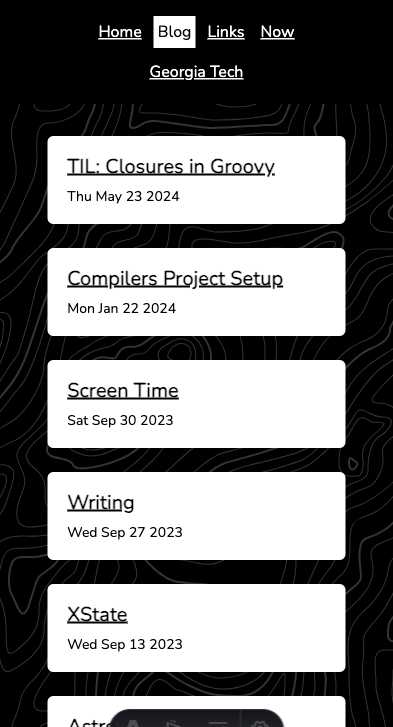 Home Blog Links Now
Georgia Tech
TIL: Closures in Groovy
Thu May 23 2024
Compilers Project Setup
Mon Jan 22 2024
Screen Time
Sat Sep 30 2023
Writing
Wed Sep 27 2023
XState
Wed Sep 13 2023